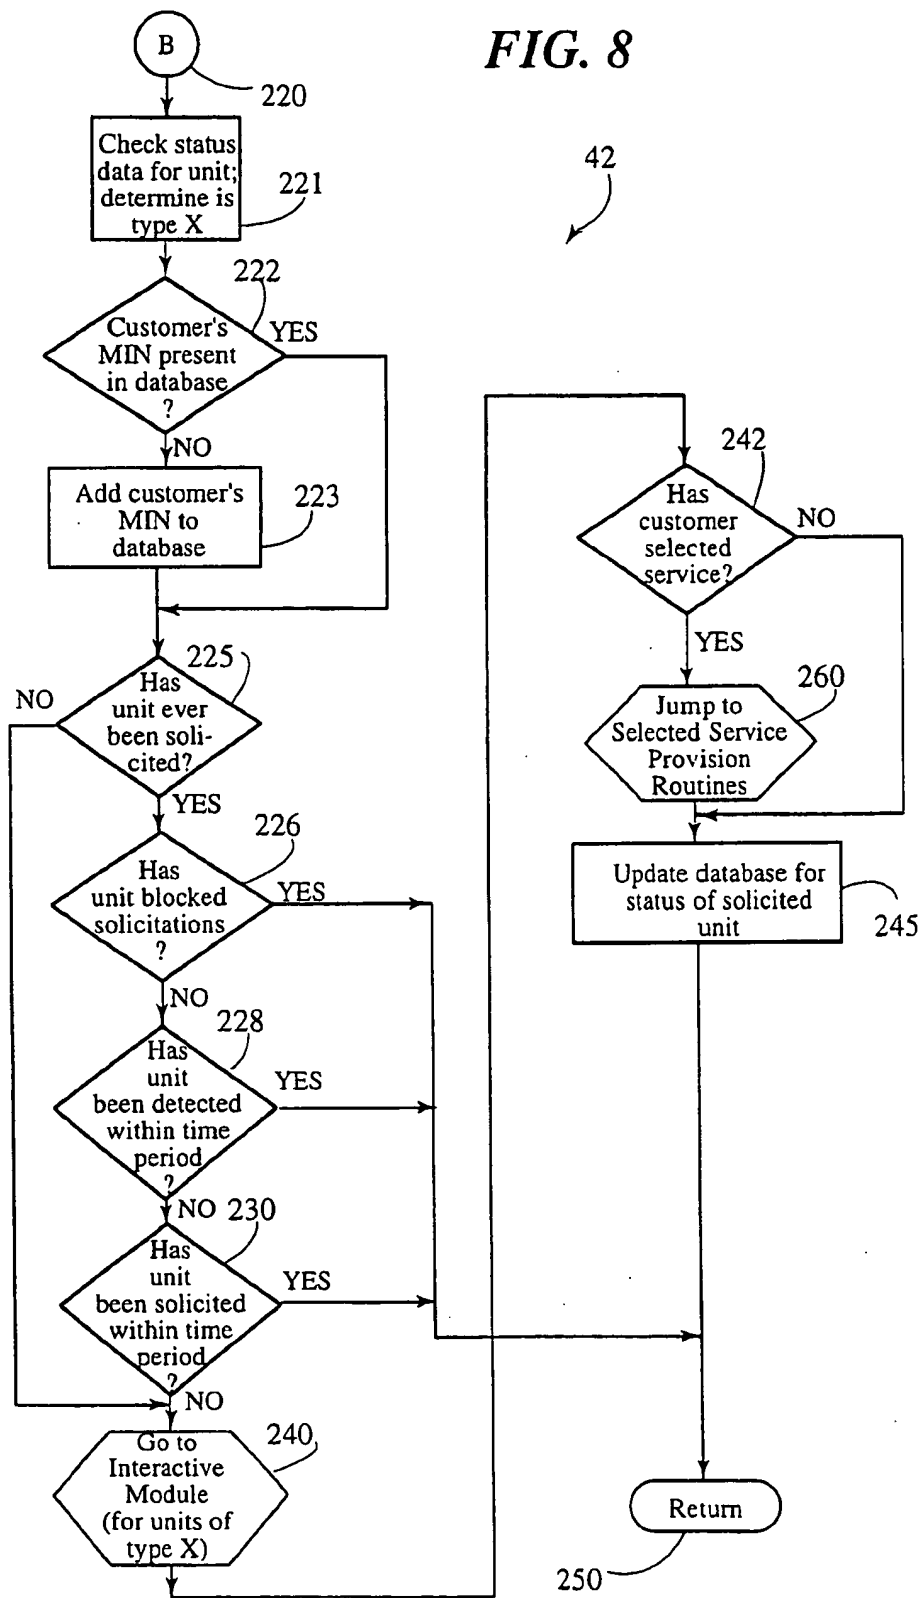 B
FIG. 8
220
Check status
data for unit;
determine is
type X
221
42
222
Customer's
MIN present
in database
?
YES
NO
Add customer's
MIN to
database
223
225
Has
unit ever
been soli-
cited?
NO
YES
226
Has
unit blocked
solicitations
?
YES
NO
228
Has
unit
been detected
within time
period
?
YES
NO
230
Has
unit
been solicited
within time
period
?
YES
NO
240
Go to
Interactive
Module
(for units of
type X)
242
Has
customer
selected
service?
NO
YES
260
Jump to
Selected Service
Provision
Routines
Update database for
status of solicited
unit
245
Return
250